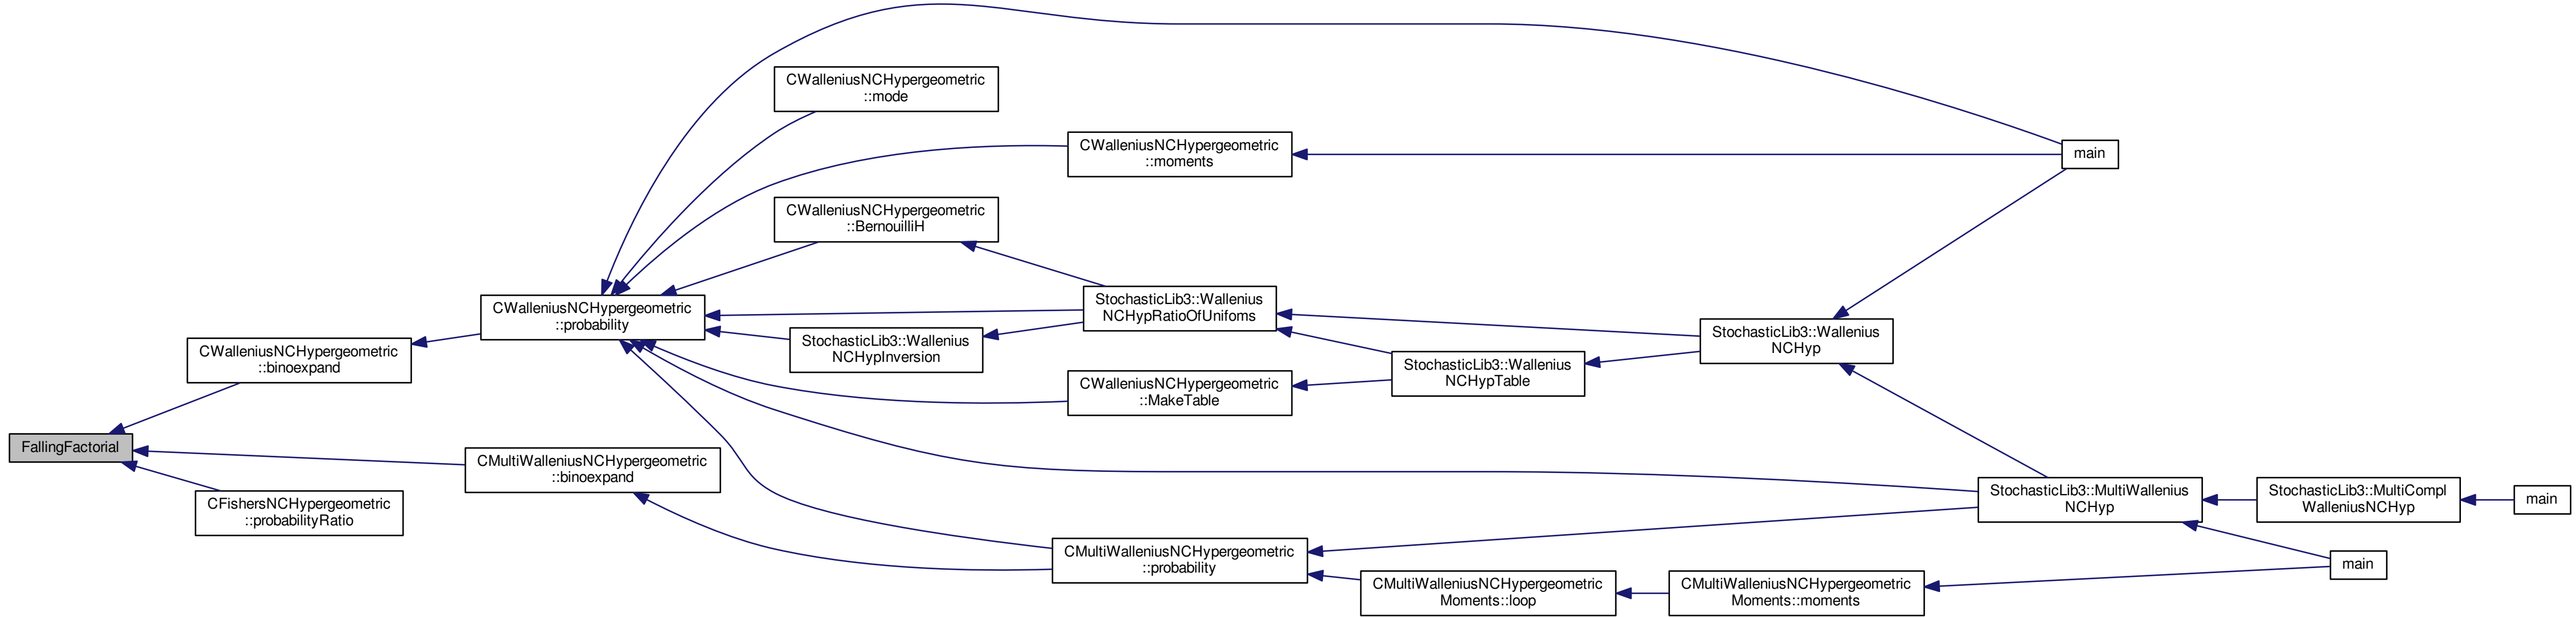 FallingFactorial
CWalleniusNCHypergeometric
::binoexpand
CMultiWalleniusNCHypergeometric
::binoexpand
CFishersNCHypergeometric
::probabilityRatio
CWalleniusNCHypergeometric
::probability
CWalleniusNCHypergeometric
::mode
CWalleniusNCHypergeometric
::moments
CWalleniusNCHypergeometric
::BernouilliH
StochasticLib3::Wallenius
NCHypRatioOfUnifoms
StochasticLib3::Wallenius
NCHypInversion
CWalleniusNCHypergeometric
::MakeTable
StochasticLib3::Wallenius
NCHypTable
StochasticLib3::Wallenius
NCHyp
main
CMultiWalleniusNCHypergeometric
::probability
CMultiWalleniusNCHypergeometric
Moments::loop
CMultiWalleniusNCHypergeometric
Moments::moments
StochasticLib3::MultiWallenius
NCHyp
StochasticLib3::MultiCompl
WalleniusNCHyp
main
main